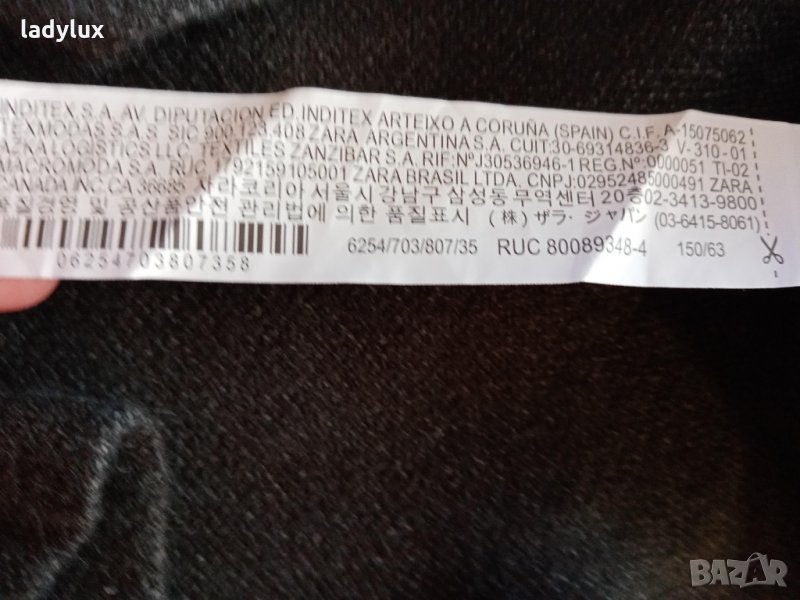 ladylux
INDITEX S.A. AV. DIPUTACION ED. INDITEX ARTEIXO A CORUÑA (SPAIN) C.I.F. A-15075062
TEXMODAS S.A.S. SIC 900.123.408 ZARA ARGENTINA S.A. CUIT:30-69314836-3 V-310-01
AZKA LOGISTICS LLC. TEXTILES ZANZIBAR S.A. RIF:NºJ30536946-1 REG.Nº:0000051 TI-02
MACROMODA S.A. RUC 1792159105001 ZARA BRASIL LTDA. CNPJ:02952485000491 ZARA
CANADA INC.CA 36685 자라코리아 서울시강남구 삼성동무역센터 20층02-3413-9800
품질경영 및 공산품안전 관리법에 의한 품질표시 (株) ザラ・ジャパン (03-6415-8061)
6254/703/807/35 RUC 80089348-4 150/63
06254703807358
BAZAR